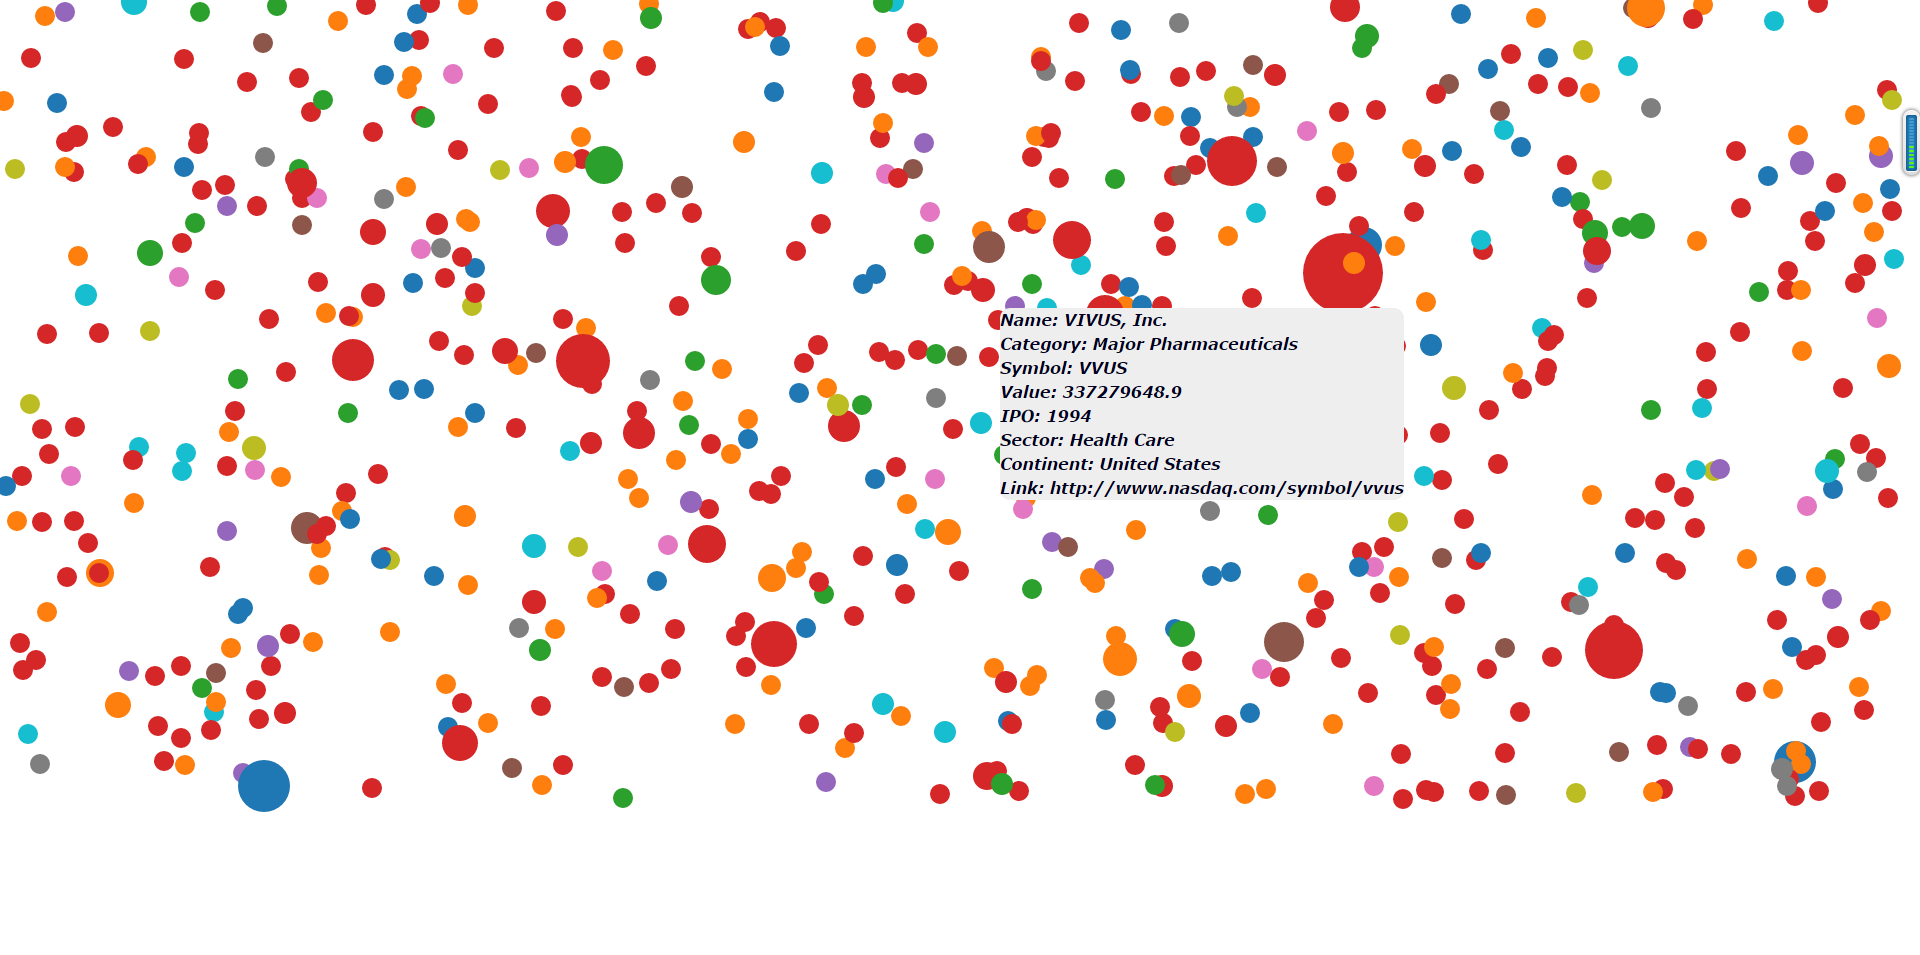 Name: VIVUS, Inc.
Category: Major Pharmaceuticals
Symbol: VVUS
Value: 337279648.9
IPO: 1994
Sector: Health Care
Continent: United States
Link: http://www.nasdaq.com/symbol/vvus